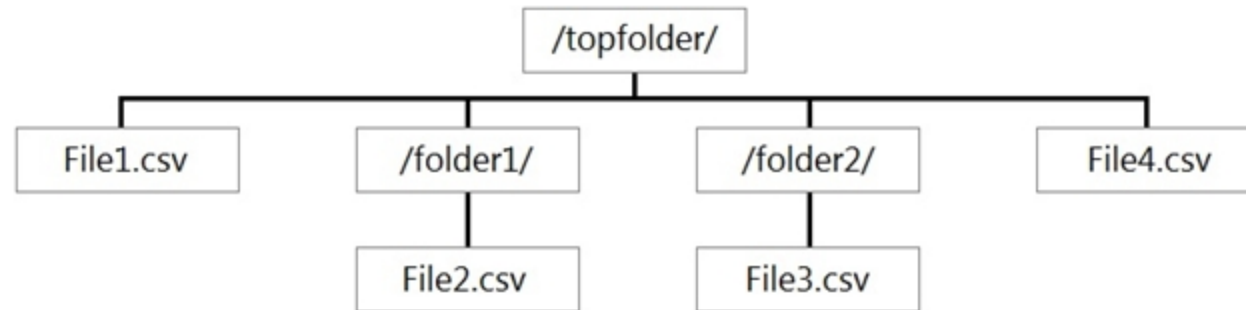 /topfolder/
File1.csv
/folder1/
/folder2/
File4.csv
File2.csv
File3.csv